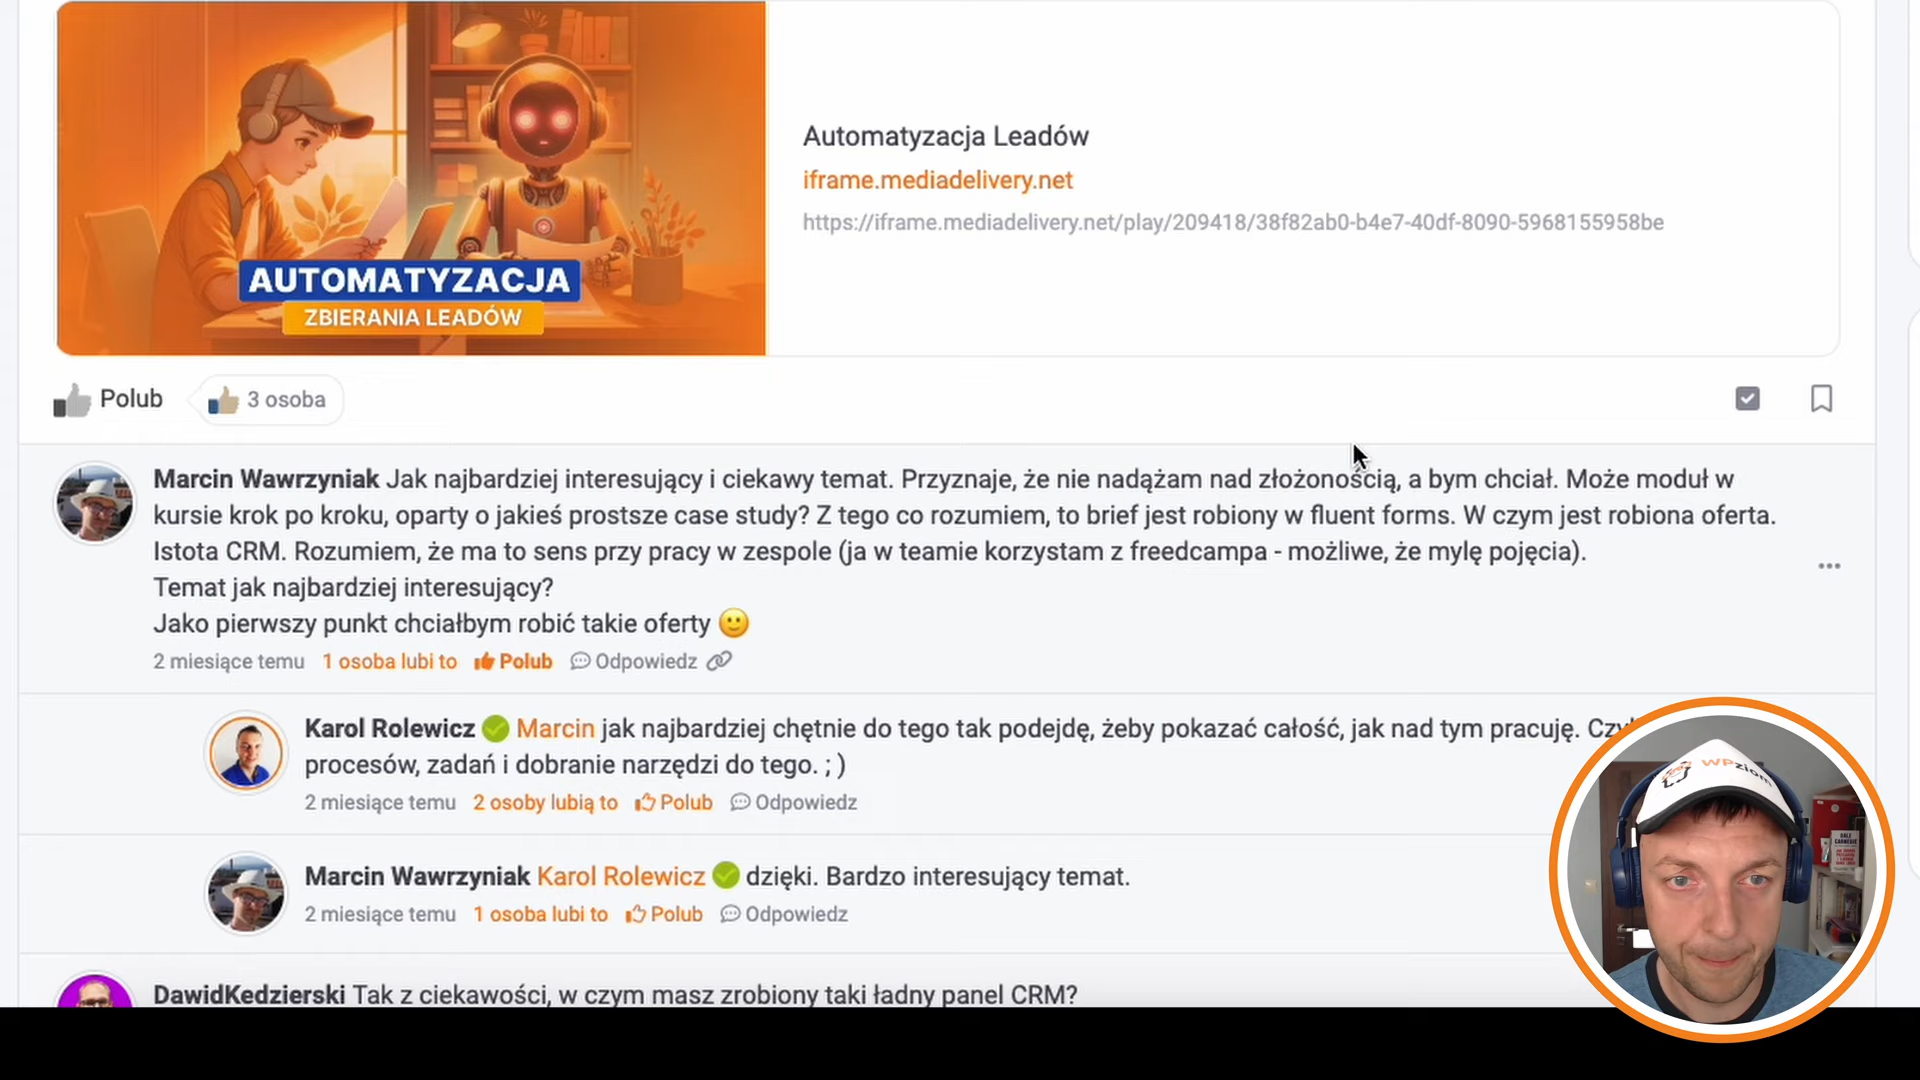 AUTOMATYZACJA
ZBIERANIA LEADÓW
Automatyzacja Leadów
iframe.mediadelivery.net
https://iframe.mediadelivery.net/play/209418/38f82ab0-b4e7-40df-8090-5968155958be
Polub 3 osoba
Marcin Wawrzyniak Jak najbardziej interesujący i ciekawy temat. Przyznaje, że nie nadążam nad złożonością, a bym chciał. Może moduł w
kursie krok po kroku, oparty o jakieś prostsze case study? Z tego co rozumiem, to brief jest robiony w fluent forms. W czym jest robiona oferta.
Istota CRM. Rozumiem, że ma to sens przy pracy w zespole (ja w teamie korzystam z freedcampa - możliwe, że mylę pojęcia).
Temat jak najbardziej interesujący?
Jako pierwszy punkt chciałbym robić takie oferty 🙂
2 miesiące temu 1 osoba lubi to Polub Odpowiedz
Karol Rolewicz Marcin jak najbardziej chętnie do tego tak podejdę, żeby pokazać całość, jak nad tym pracuję.
procesów, zadań i dobranie narzędzi do tego. ; )
2 miesiące temu 2 osoby lubią to Polub Odpowiedz
Marcin Wawrzyniak Karol Rolewicz dzięki. Bardzo interesujący temat.
2 miesiące temu 1 osoba lubi to Polub Odpowiedz
DawidKedzierski Tak z ciekawości, w czym masz zrobiony taki ładny panel CRM?
WPziom